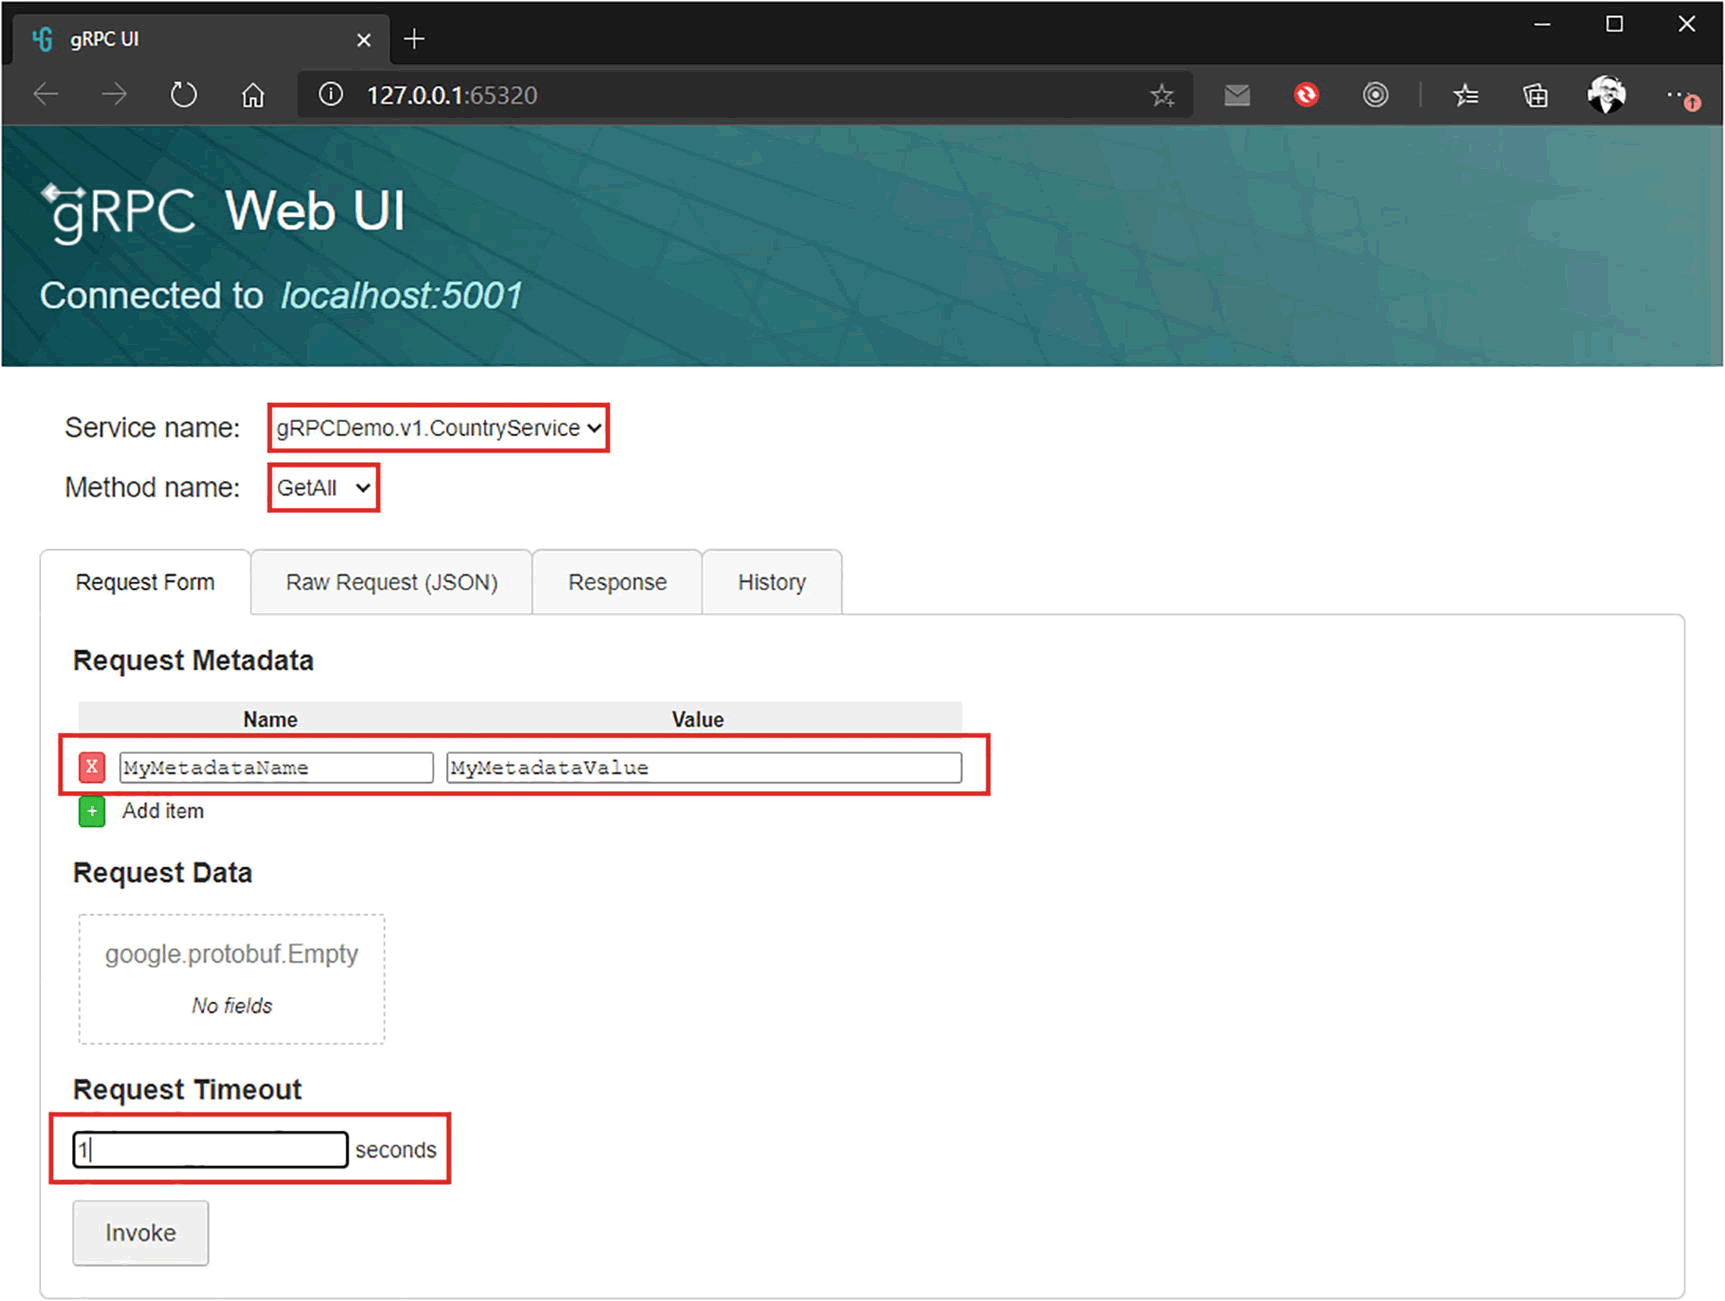 gRPC UI
127.0.0.1:65320
gRPC Web UI
Connected to localhost:5001
Service name: gRPCDemo.v1.CountryService
Method name: GetAll
Request Form Raw Request (JSON) Response History
Request Metadata
Name Value
X MyMetadataName MyMetadataValue
+ Add item
Request Data
google.protobuf.Empty
No fields
Request Timeout
1 seconds
Invoke